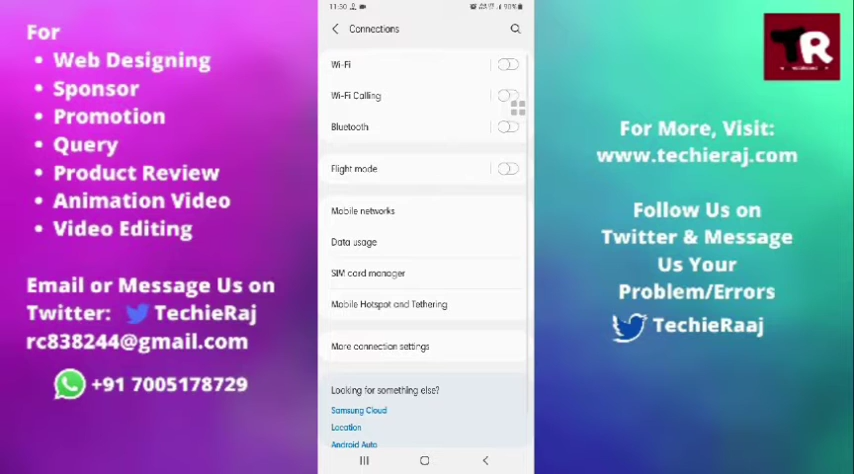 For
• Web Designing
• Sponsor
• Promotion
• Query
• Product Review
• Animation Video
• Video Editing
Email or Message Us on
Twitter: TechieRaj
rc838244@gmail.com
+91 7005178729
11:50
90%
Connections
Wi-Fi
Wi-Fi Calling
Bluetooth
Flight mode
Mobile networks
Data usage
SIM card manager
Mobile Hotspot and Tethering
More connection settings
Looking for something else?
Samsung Cloud
Location
Android Auto
TR
For More, Visit:
www.techieraj.com
Follow Us on
Twitter & Message
Us Your
Problem/Errors
TechieRaaj